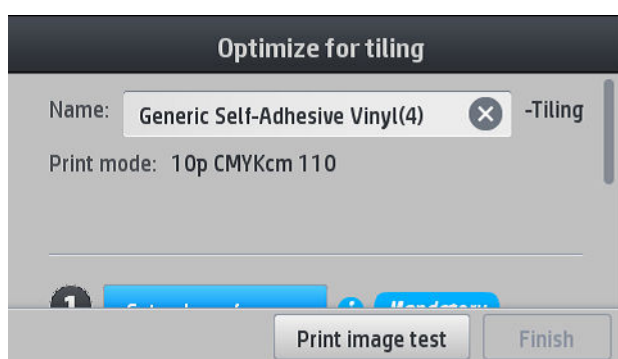 Optimize for tiling
Name: Generic Self-Adhesive Vinyl(4) -Tiling
Print mode: 10p CMYKcm 110
1 Mandatory
Print image test Finish